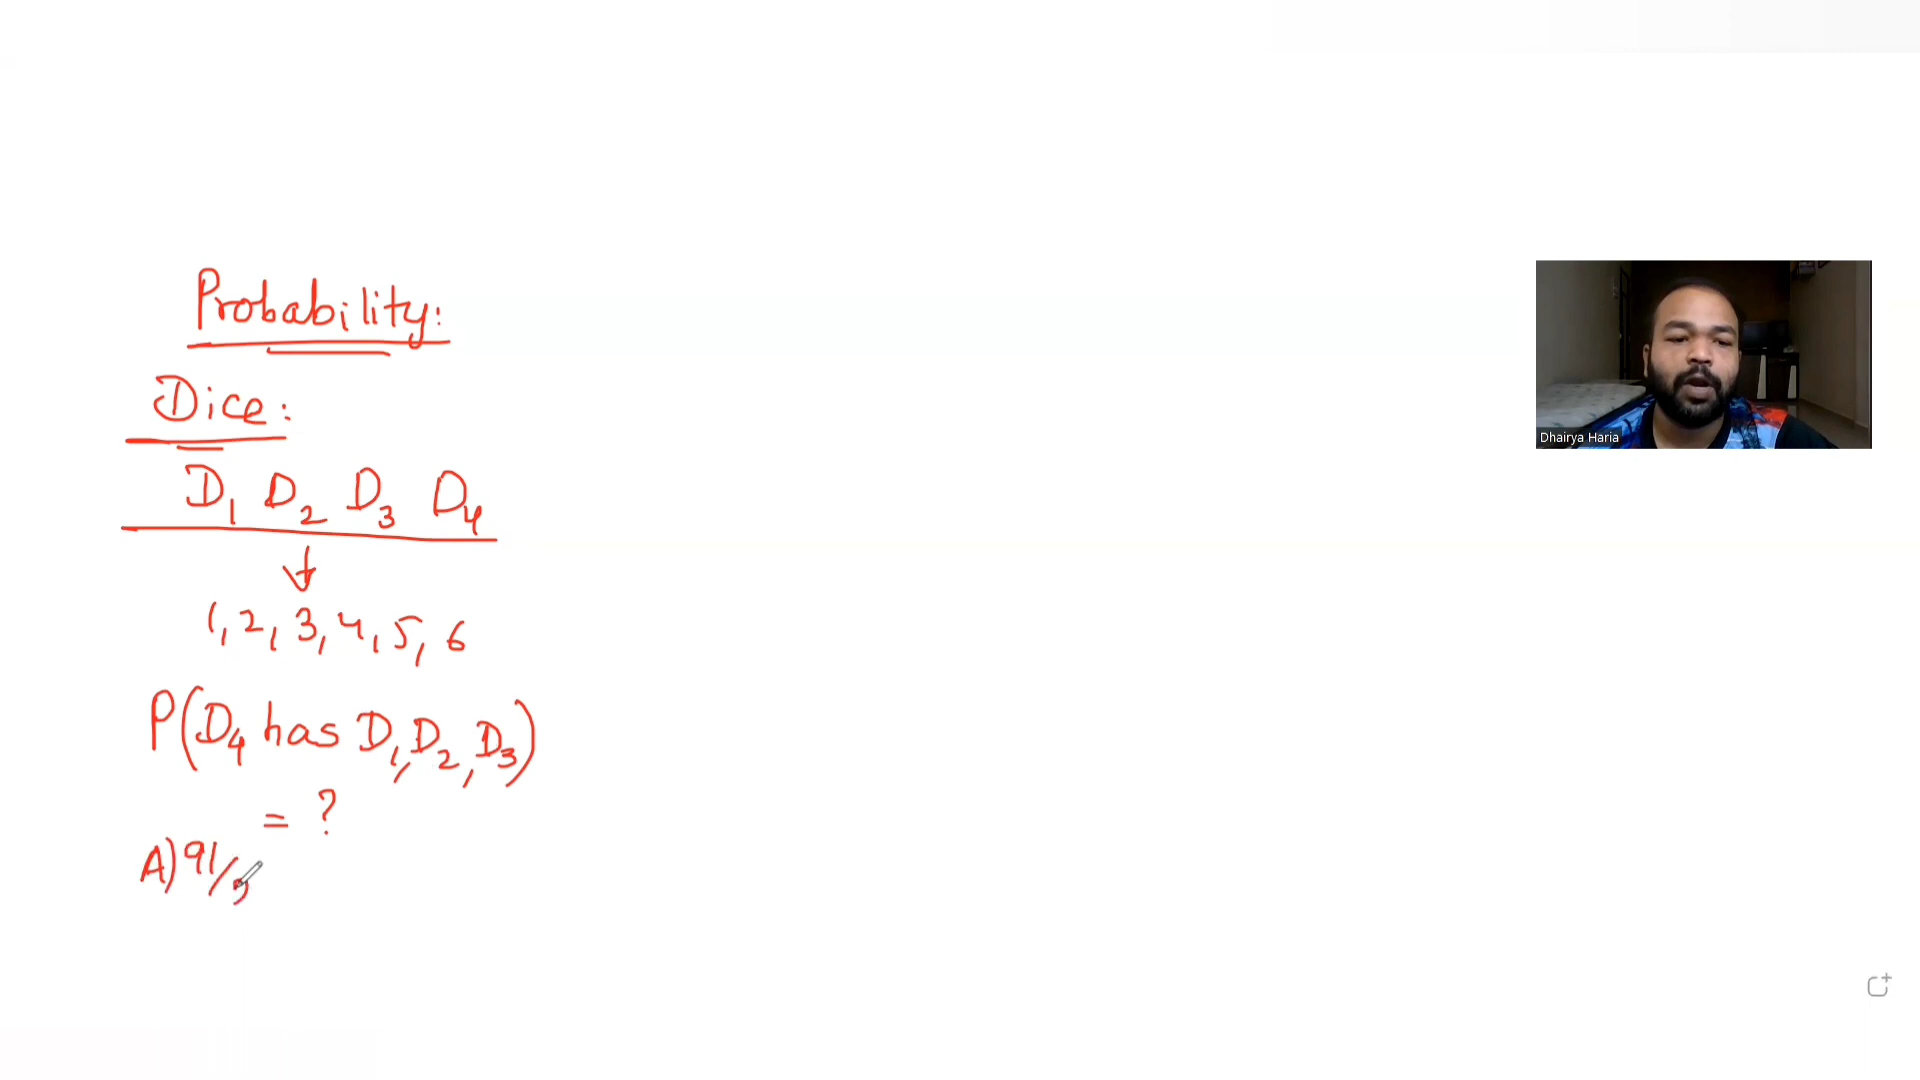 Probability:
Dice:
D1 D2 D3 D4
1, 2, 3, 4, 5, 6
P(D4 has D1, D2, D3)
= ?
A) 91/
Dhairya Haria